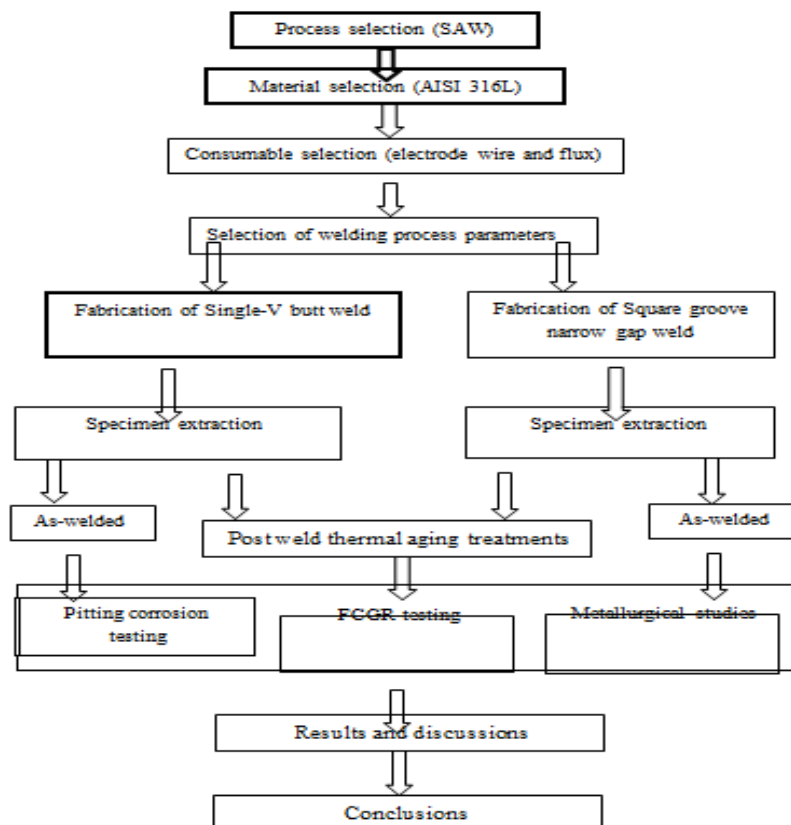 Process selection (SAW)
Material selection (AISI 316L)
Consumable selection (electrode wire and flux)
Selection of welding process parameters
Fabrication of Single-V butt weld
Fabrication of Square groove
narrow gap weld
Specimen extraction
Specimen extraction
As-welded
Post weld thermal aging treatments
As-welded
Pitting corrosion
testing
FCGR testing
Metallurgical studies
Results and discussions
Conclusions